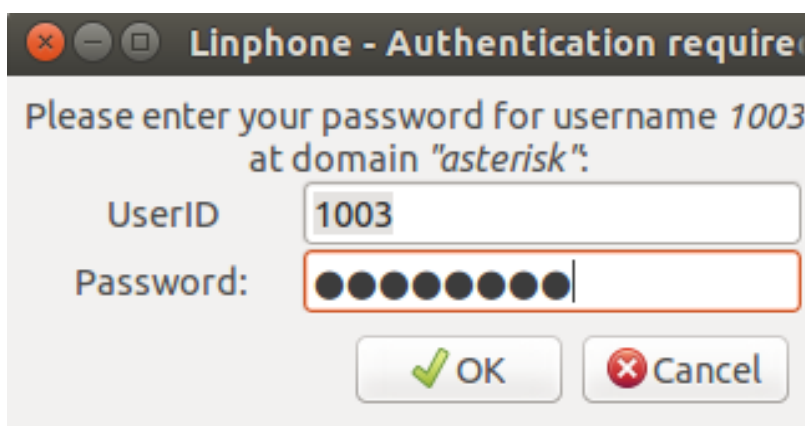 Linphone - Authentication require
Please enter your password for username 1003
at domain "asterisk":
UserID 1003
Password: ●●●●●●●●
OK Cancel